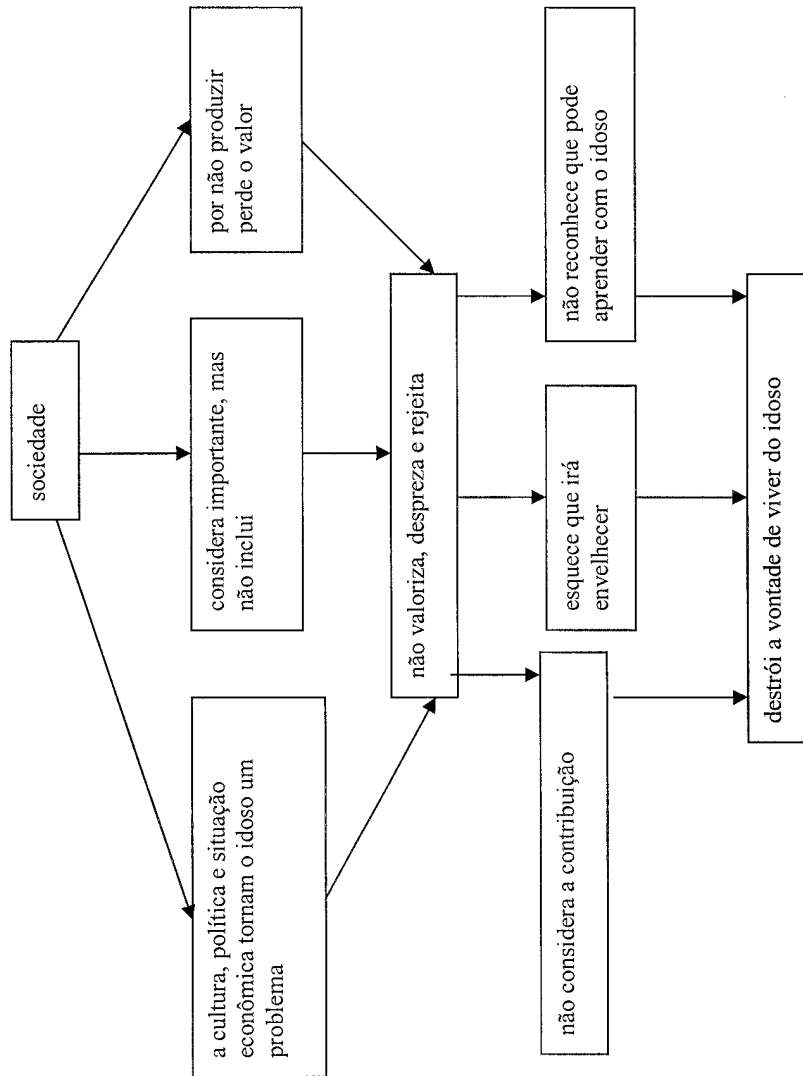 sociedade
a cultura, política e situação
econômica tornam o idoso um
problema
considera importante, mas
não inclui
por não produzir
perde o valor
não valoriza, despreza e rejeita
não considera a contribuição
esquece que irá
envelhecer
não reconhece que pode
aprender com o idoso
destrói a vontade de viver do idoso